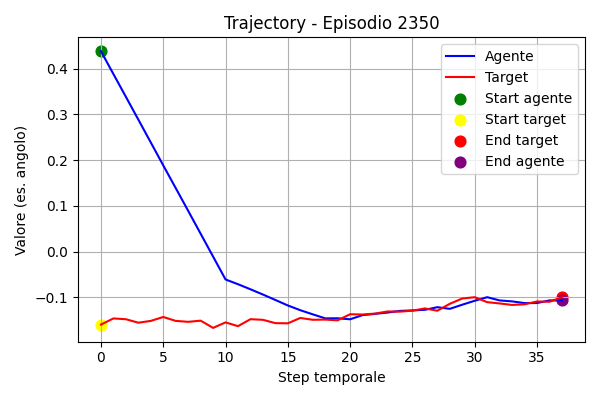 Trajectory - Episodio 2350
Valore (es. angolo)
0.4
0.3
0.2
0.1
0.0
−0.1
Agente
Target
Start agente
Start target
End target
End agente
0 5 10 15 20 25 30 35
Step temporale